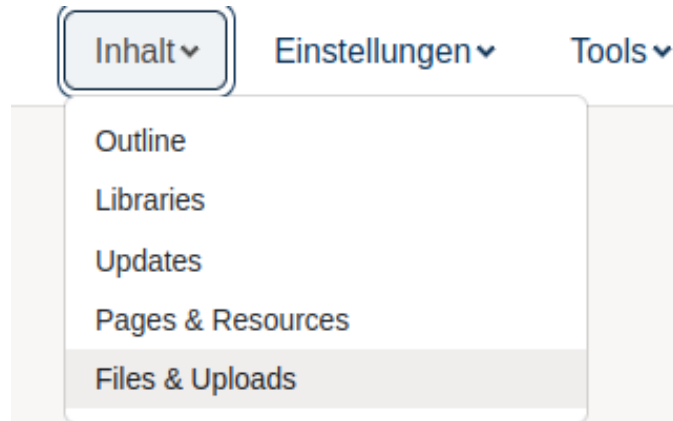 Inhalt Einstellungen Tools
Outline
Libraries
Updates
Pages & Resources
Files & Uploads